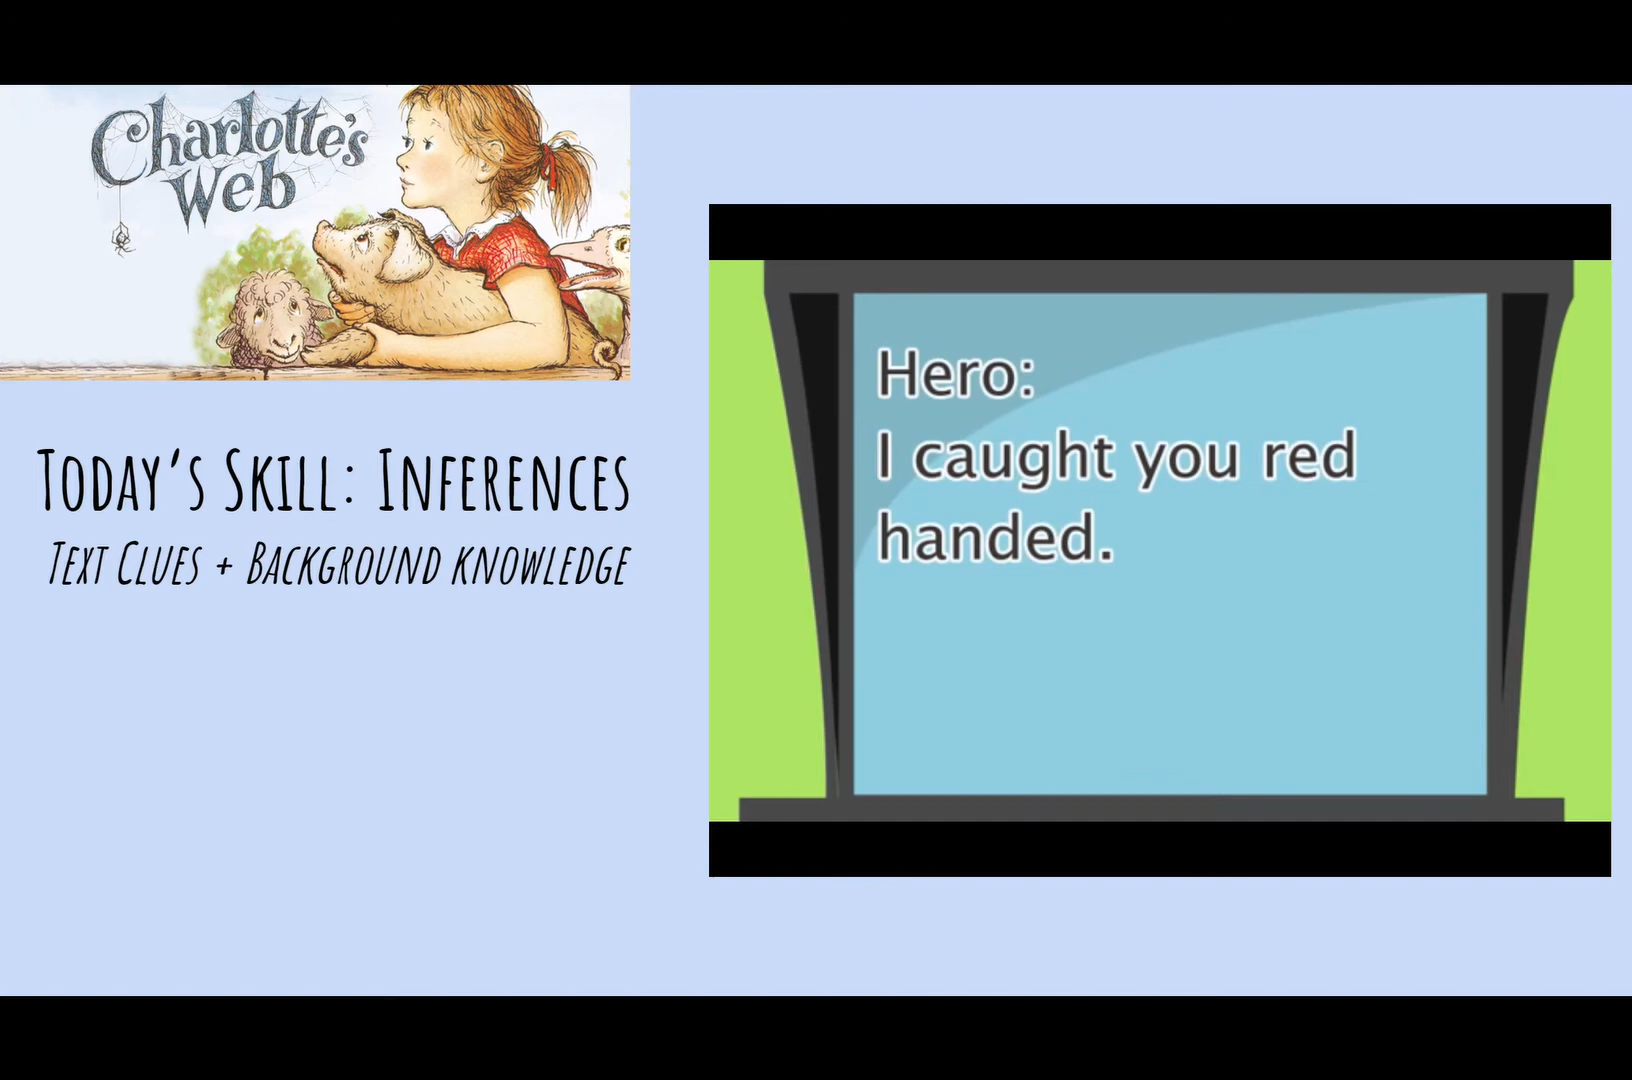 Charlotte's
Web
Today's Skill: Inferences
Text Clues + Background knowledge
Hero:
I caught you red
handed.